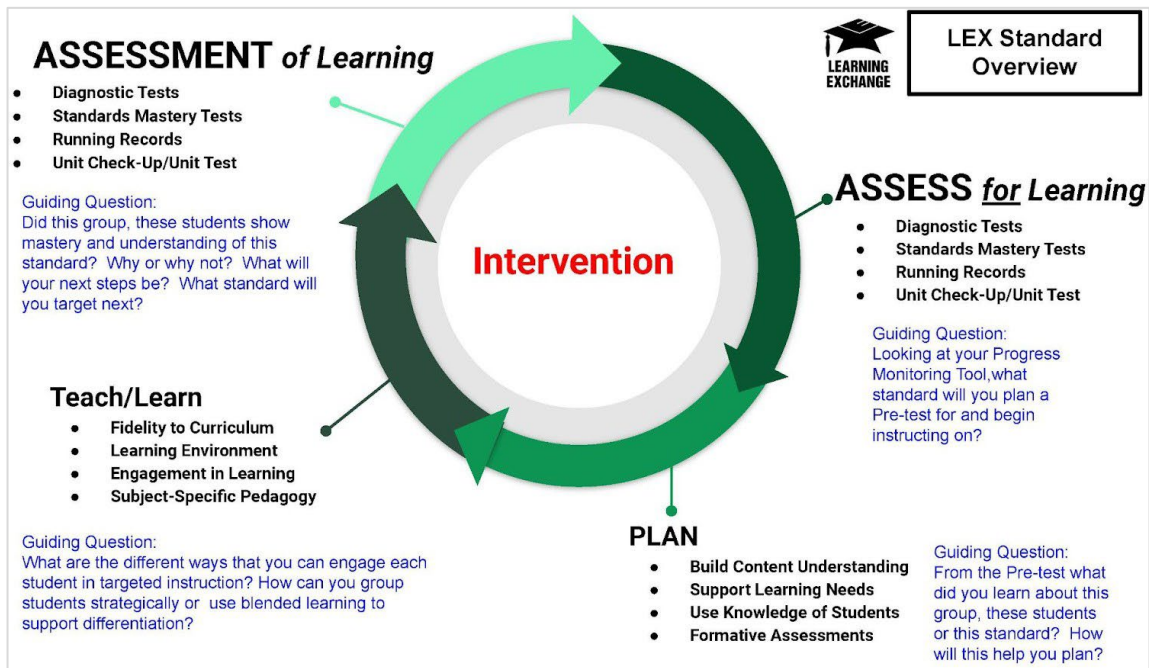 ASSESSMENT of Learning
● Diagnostic Tests
● Standards Mastery Tests
● Running Records
● Unit Check-Up/Unit Test
Guiding Question:
Did this group, these students show
mastery and understanding of this
standard? Why or why not? What will
your next steps be? What standard will
you target next?
LEARNING
EXCHANGE
LEX Standard
Overview
Intervention
ASSESS for Learning
● Diagnostic Tests
● Standards Mastery Tests
● Running Records
● Unit Check-Up/Unit Test
Guiding Question:
Looking at your Progress
Monitoring Tool,what
standard will you plan a
Pre-test for and begin
instructing on?
Teach/Learn
● Fidelity to Curriculum
● Learning Environment
● Engagement in Learning
● Subject-Specific Pedagogy
Guiding Question:
What are the different ways that you can engage each
student in targeted instruction? How can you group
students strategically or use blended learning to
support differentiation?
PLAN
● Build Content Understanding
● Support Learning Needs
● Use Knowledge of Students
● Formative Assessments
Guiding Question:
From the Pre-test what
did you learn about this
group, these students
or this standard? How
will this help you plan?